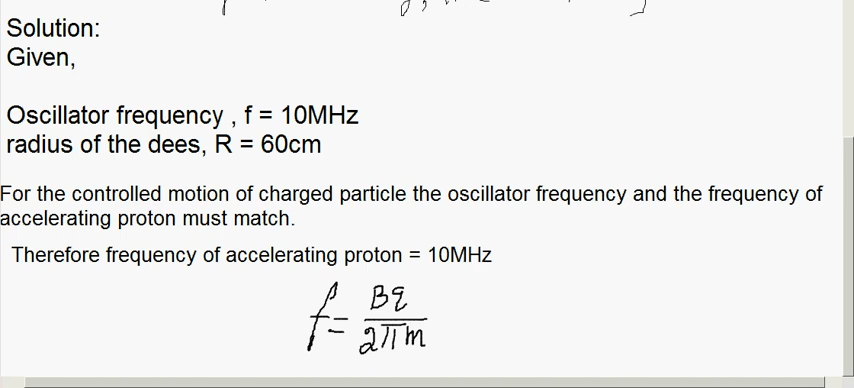 Solution:
Given,
Oscillator frequency , f = 10MHz
radius of the dees, R = 60cm
For the controlled motion of charged particle the oscillator frequency and the frequency of
accelerating proton must match.
Therefore frequency of accelerating proton = 10MHz
f = Bq / 2πm